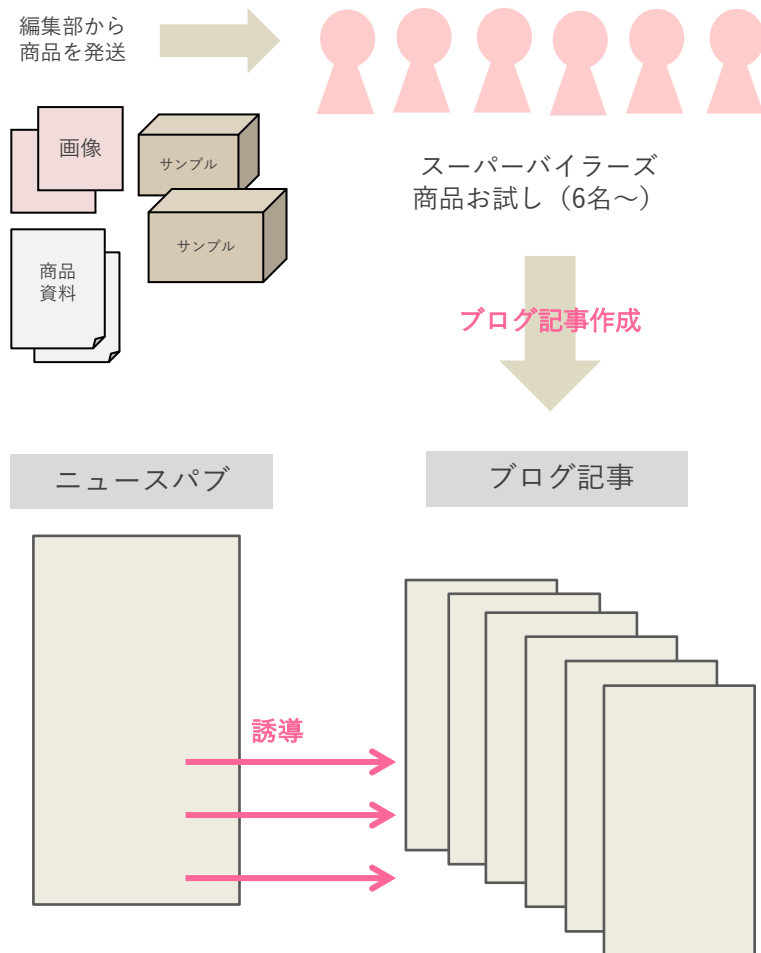 編集部から
商品を発送
画像
サンプル
サンプル
商品
資料
スーパーバイラーズ
商品お試し（6名～）
ブログ記事作成
ニュースパブ
ブログ記事
誘導